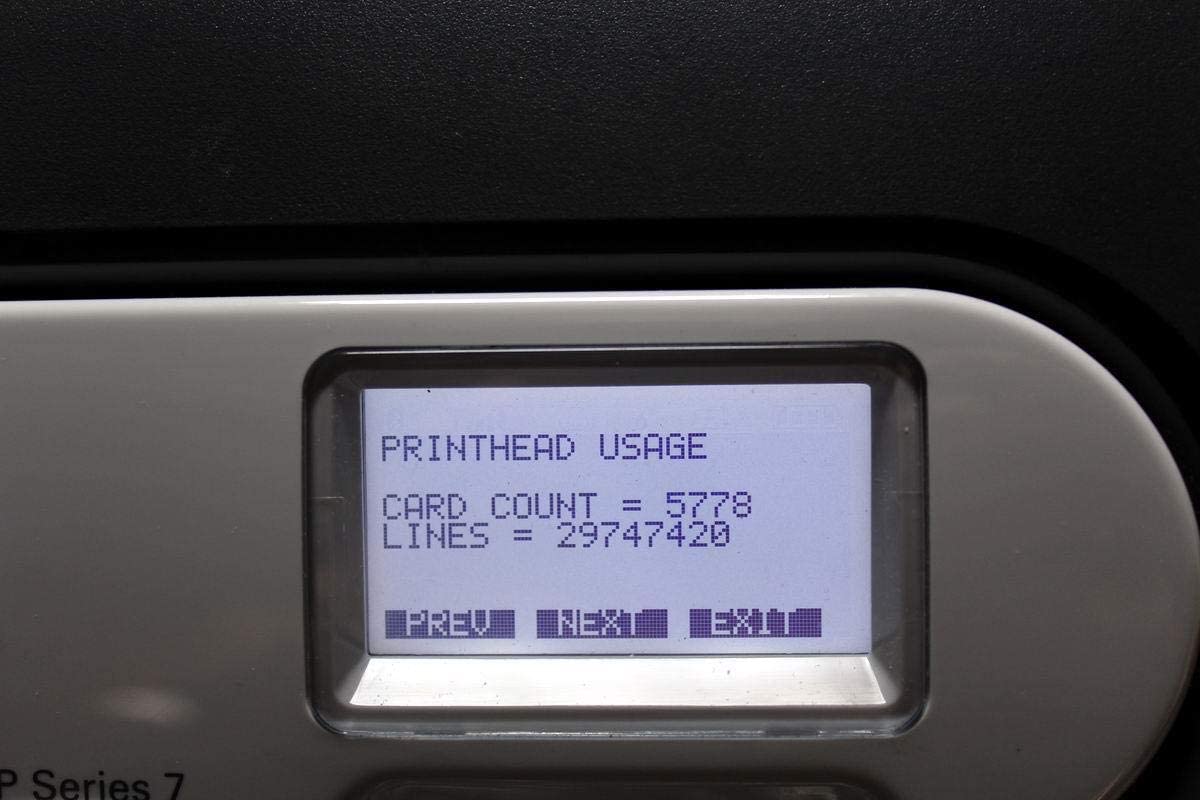 PRINTHEAD USAGE
CARD COUNT = 5778
LINES = 29747420
PREV NEXT EXIT
P Series 7